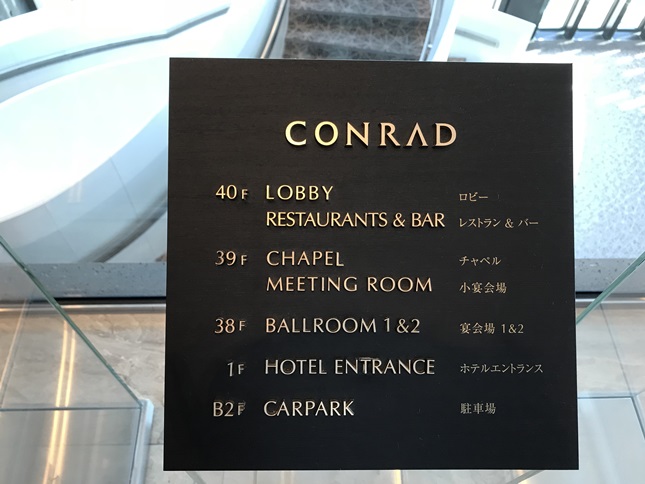 CONRAD
40F LOBBY ロビー
RESTAURANTS & BAR レストラン & バー
39F CHAPEL チャペル
MEETING ROOM 小宴会場
38F BALLROOM 1&2 宴会場 1&2
1F HOTEL ENTRANCE ホテルエントランス
B2F CARPARK 駐車場